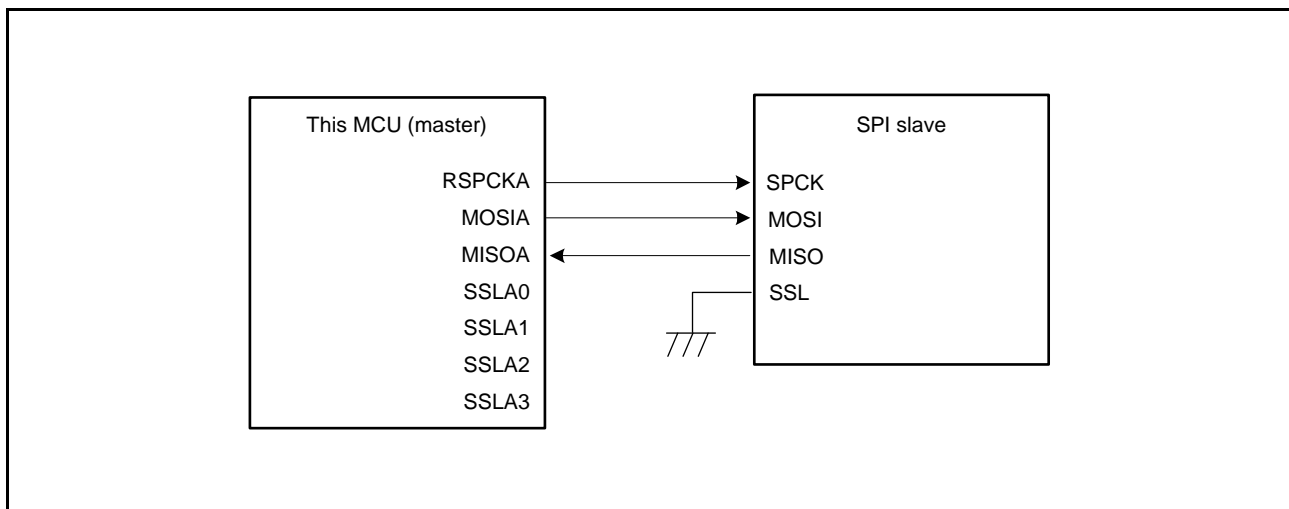 This MCU (master)
RSPCKA
MOSIA
MISOA
SSLA0
SSLA1
SSLA2
SSLA3
SPI slave
SPCK
MOSI
MISO
SSL